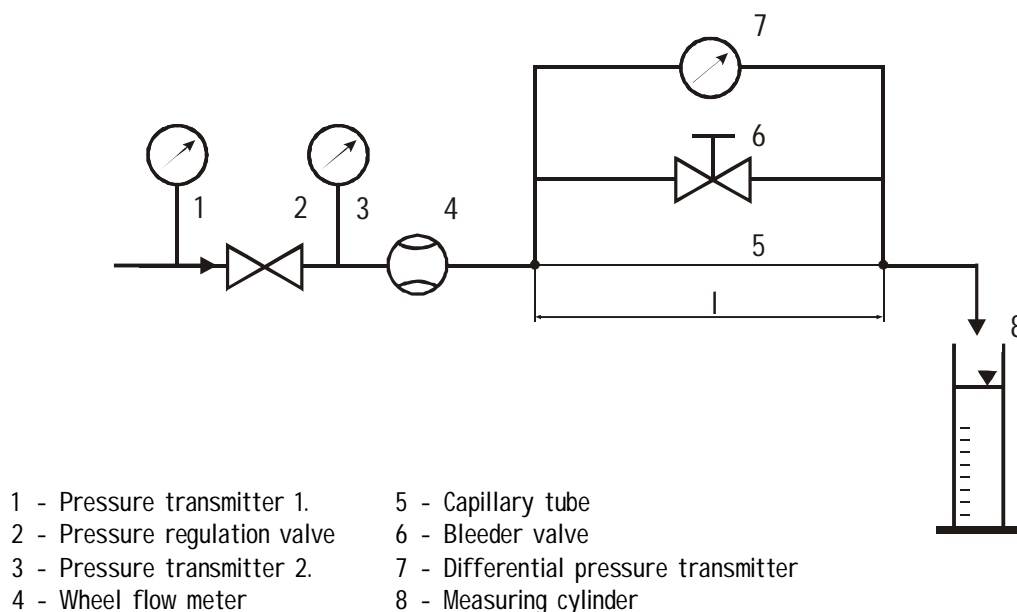 7
6
1
2
3
4
5
l
8
1 - Pressure transmitter 1.
2 - Pressure regulation valve
3 - Pressure transmitter 2.
4 - Wheel flow meter
5 - Capillary tube
6 - Bleeder valve
7 - Differential pressure transmitter
8 - Measuring cylinder